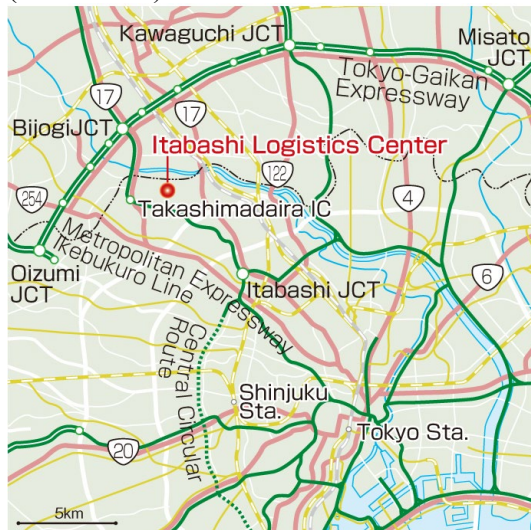 Kawaguchi JCT
Misato
JCT
Tokyo-Gaikan
Expressway
17
17
BijogiJCT
Itabashi Logistics Center
122
254
4
Takashimadaira IC
Metropolitan Expressway
Ikebukuro Line
Oizumi
JCT
Itabashi JCT
6
Central Circular
Route
Shinjuku
Sta.
Tokyo Sta.
20
5km